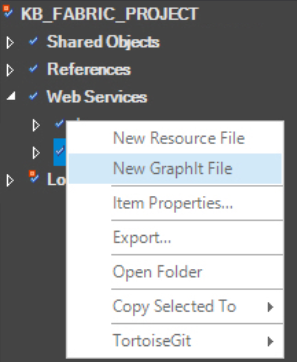 KB_FABRIC_PROJECT
Shared Objects
References
Web Services
New Resource File
New GraphIt File
Item Properties...
Export...
Open Folder
Copy Selected To
TortoiseGit
Lo